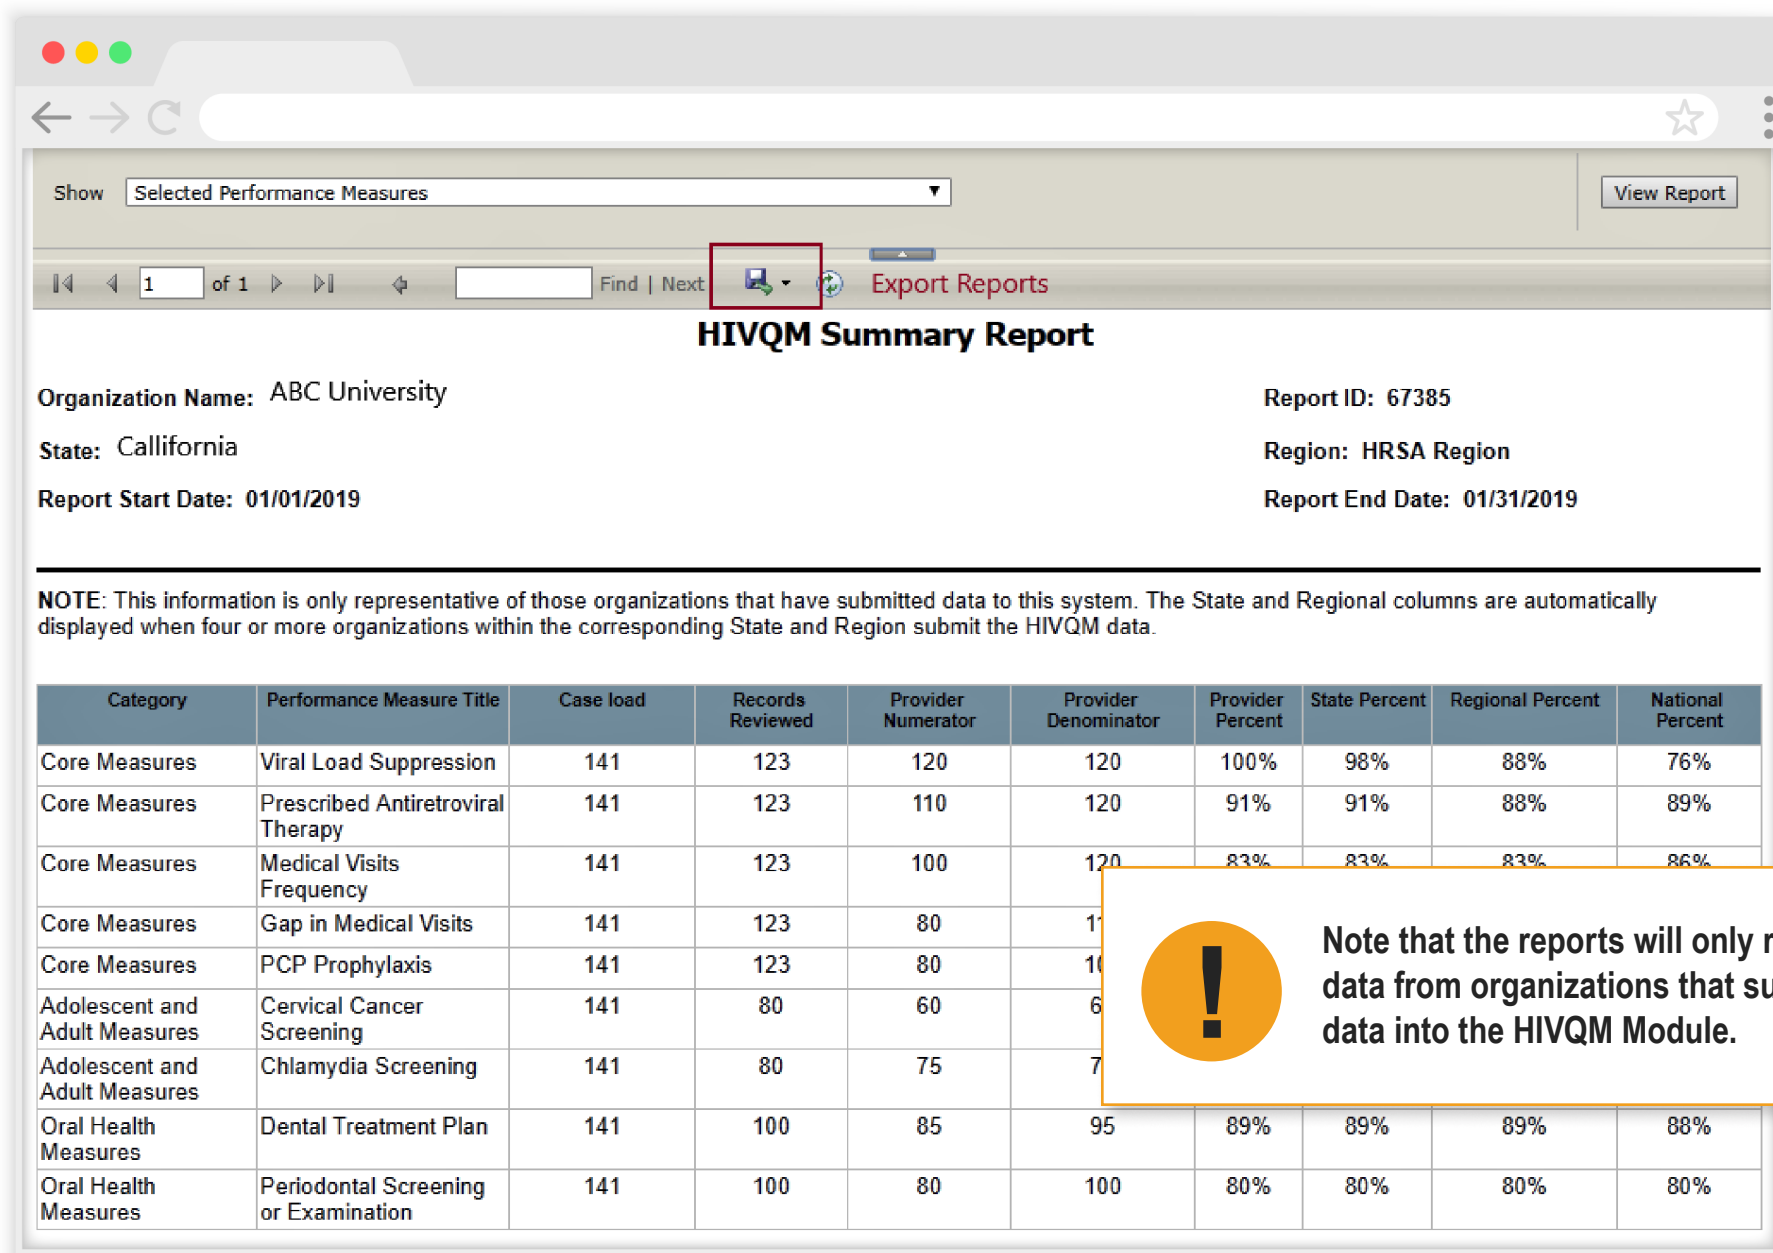 Show Selected Performance Measures View Report
1 of 1 Find | Next Export Reports
HIVQM Summary Report
Organization Name: ABC University Report ID: 67385
State: Callifornia Region: HRSA Region
Report Start Date: 01/01/2019 Report End Date: 01/31/2019
NOTE: This information is only representative of those organizations that have submitted data to this system. The State and Regional columns are automatically
displayed when four or more organizations within the corresponding State and Region submit the HIVQM data.
Category Performance Measure Title Case load Records Provider Provider Provider State Percent Regional Percent National
Reviewed Numerator Denominator Percent Percent
Core Measures Viral Load Suppression 141 123 120 120 100% 98% 88% 76%
Core Measures Prescribed Antiretroviral 141 123 110 120 91% 91% 88% 89%
Therapy
Core Measures Medical Visits 141 123 100 120 83% 83% 83% 86%
Frequency
Core Measures Gap in Medical Visits 141 123 80
Core Measures PCP Prophylaxis 141 123 80
Adolescent and Cervical Cancer 141 80 60
Adult Measures Screening
Adolescent and Chlamydia Screening 141 80 75
Adult Measures
! Note that the reports will only
data from organizations that
data into the HIVQM Module.
Oral Health Dental Treatment Plan 141 100 85 95 89% 89% 89% 88%
Measures
Oral Health Periodontal Screening 141 100 80 100 80% 80% 80% 80%
Measures or Examination